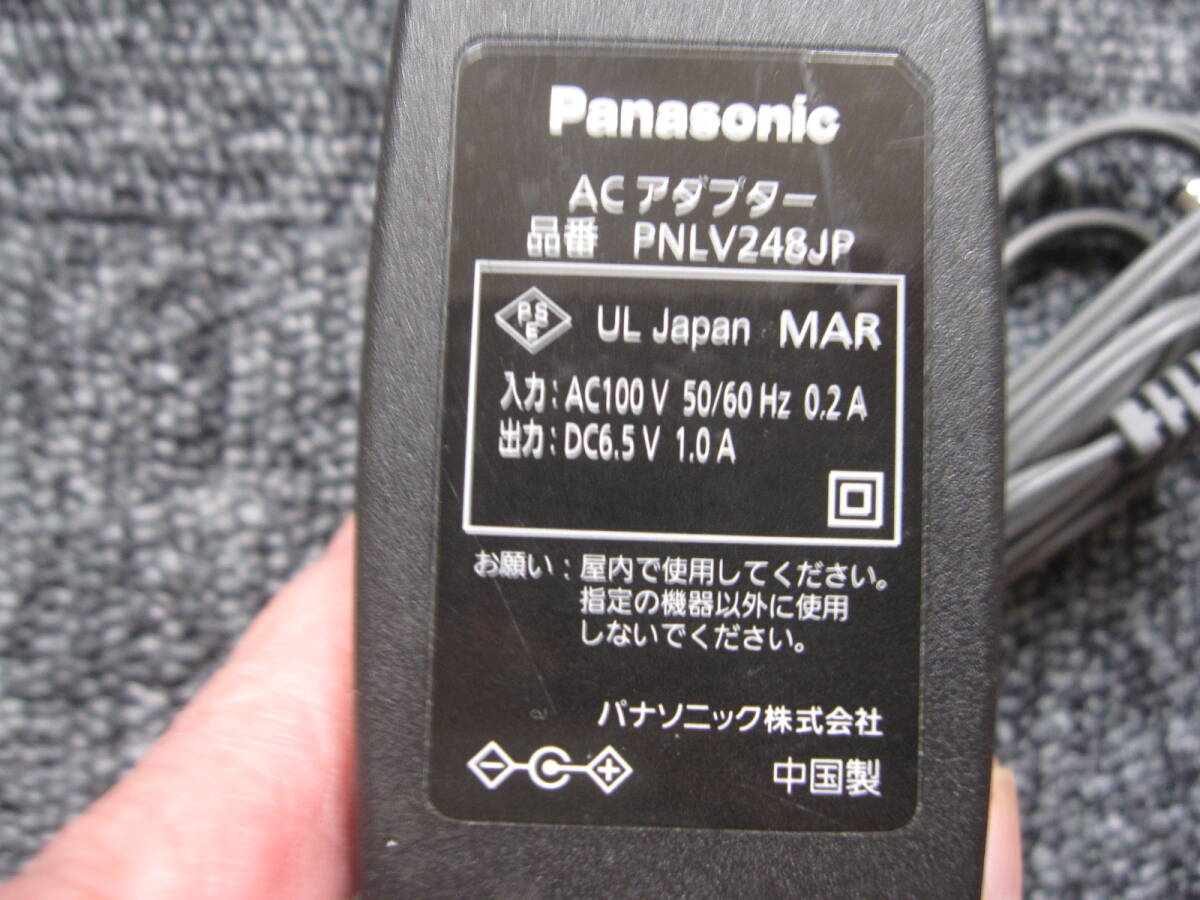 Panasonic
ACアダプター
品番 PNLV248JP
PSE UL Japan MAR
入力：AC100 V 50/60 Hz 0.2 A
出力：DC6.5 V 1.0 A
お願い：屋内で使用してください。
指定の機器以外に使用
しないでください。
パナソニック株式会社
中国製